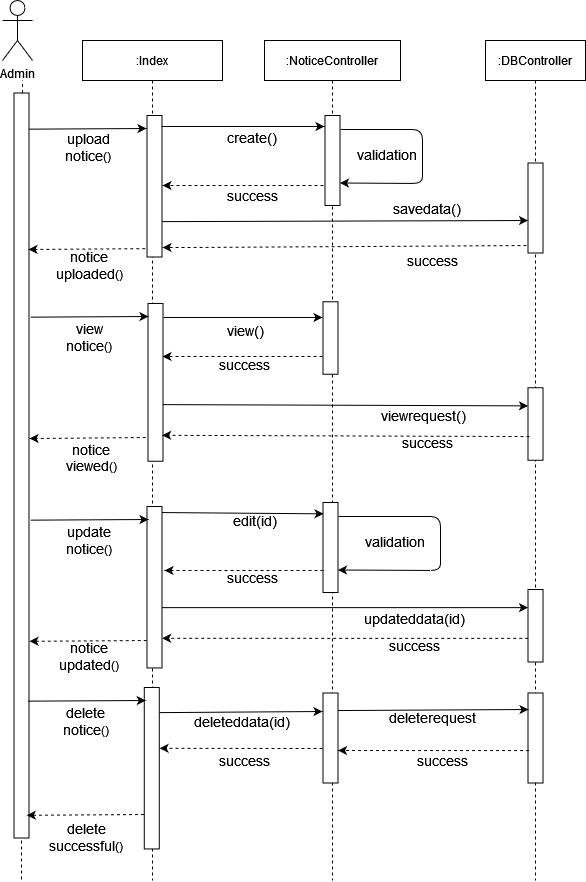 Admin
:Index
:NoticeController
:DBController
upload
notice()
create()
validation
success
savedata()
success
notice
uploaded()
view
notice()
view()
success
viewrequest()
success
notice
viewed()
update
notice()
edit(id)
validation
success
updateddata(id)
success
notice
updated()
delete
notice()
deleteddata(id)
deleterequest
success
success
delete
successful()